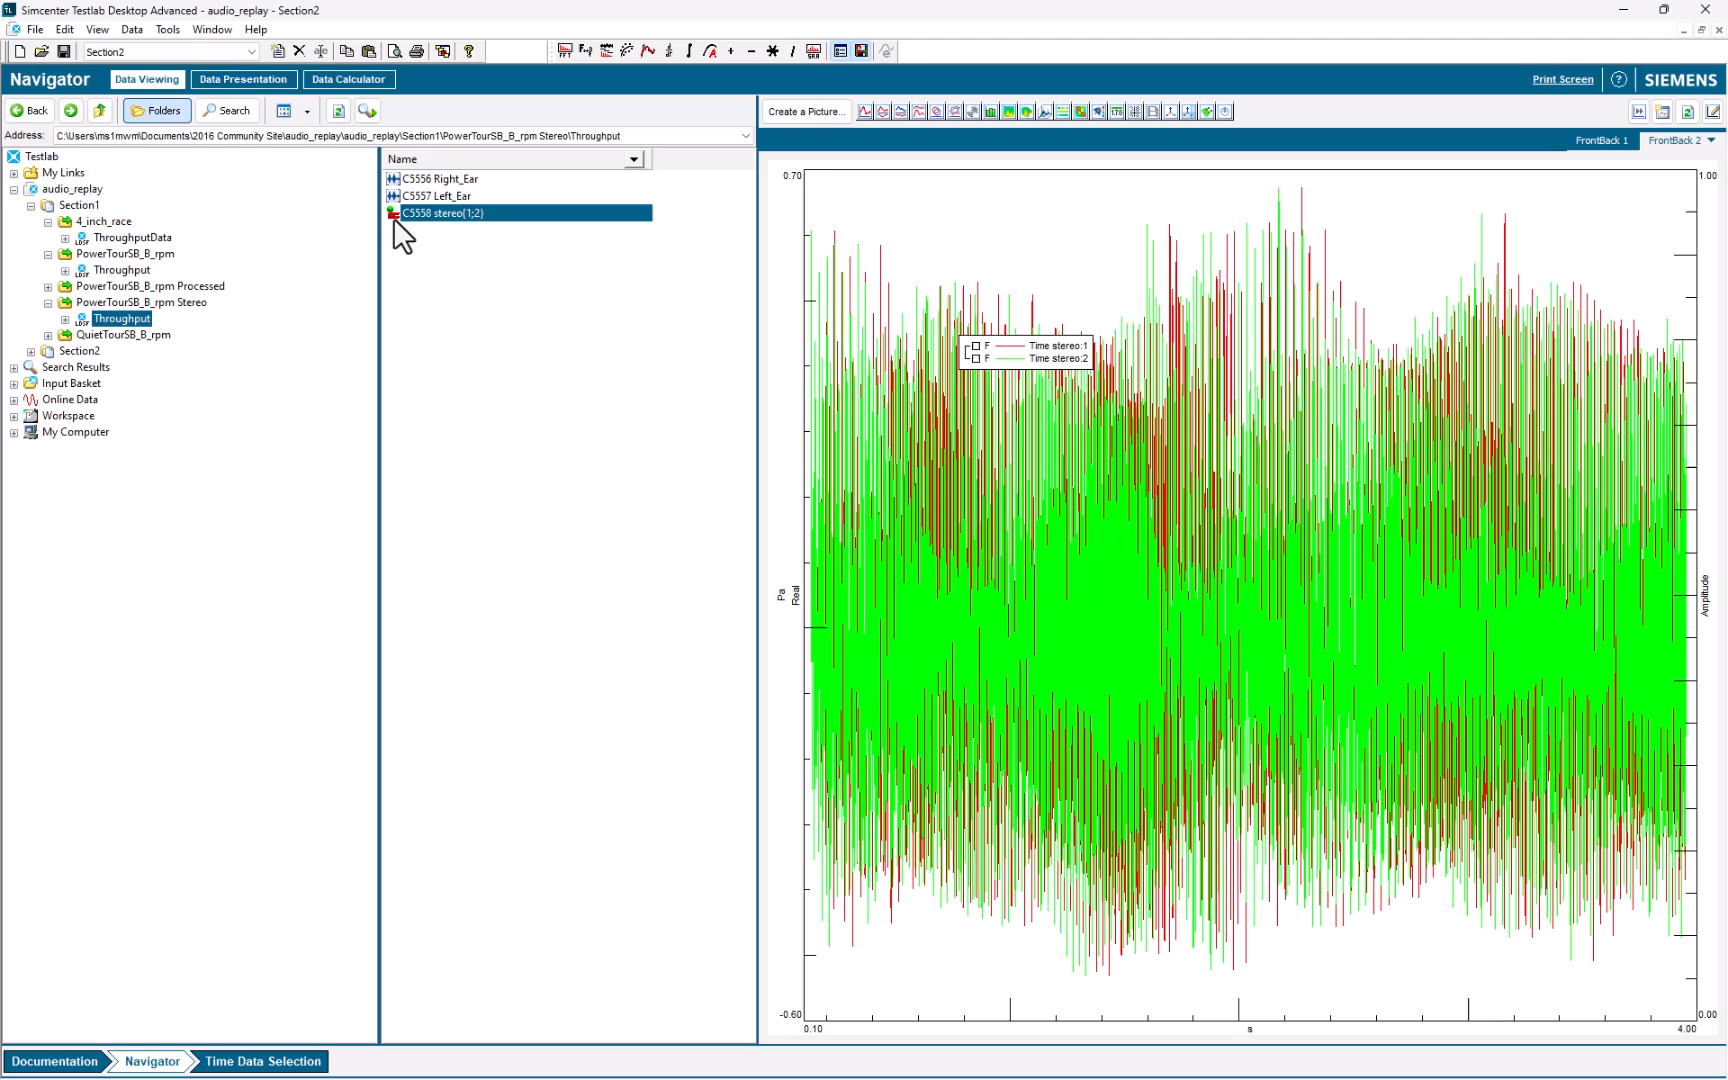 Simcenter Testlab Desktop Advanced - audio_replay - Section2
File Edit View Data Tools Window Help
Section2
Navigator Data Viewing Data Presentation Data Calculator Print Screen SIEMENS
Back Folders Search Create a Picture...
Address: C:\Users\ms1mwm\Documents\2016 Community Site\audio_replay\audio_replay\Section1\PowerTourSB_B_rpm Stereo\Throughput
FrontBack 1 FrontBack 2
Testlab
My Links
audio_replay
Section1
4_inch_race
ThroughputData
PowerTourSB_B_rpm
Throughput
PowerTourSB_B_rpm Processed
PowerTourSB_B_rpm Stereo
Throughput
QuietTourSB_B_rpm
Section2
Search Results
Input Basket
Online Data
Workspace
My Computer
Name
C5556 Right_Ear
C5557 Left_Ear
C5558 stereo{1;2}
0.70
1.00
F Time stereo:1
F Time stereo:2
Pa
Real
Amplitude
-0.60
0.00
0.10 s 4.00
Documentation Navigator Time Data Selection